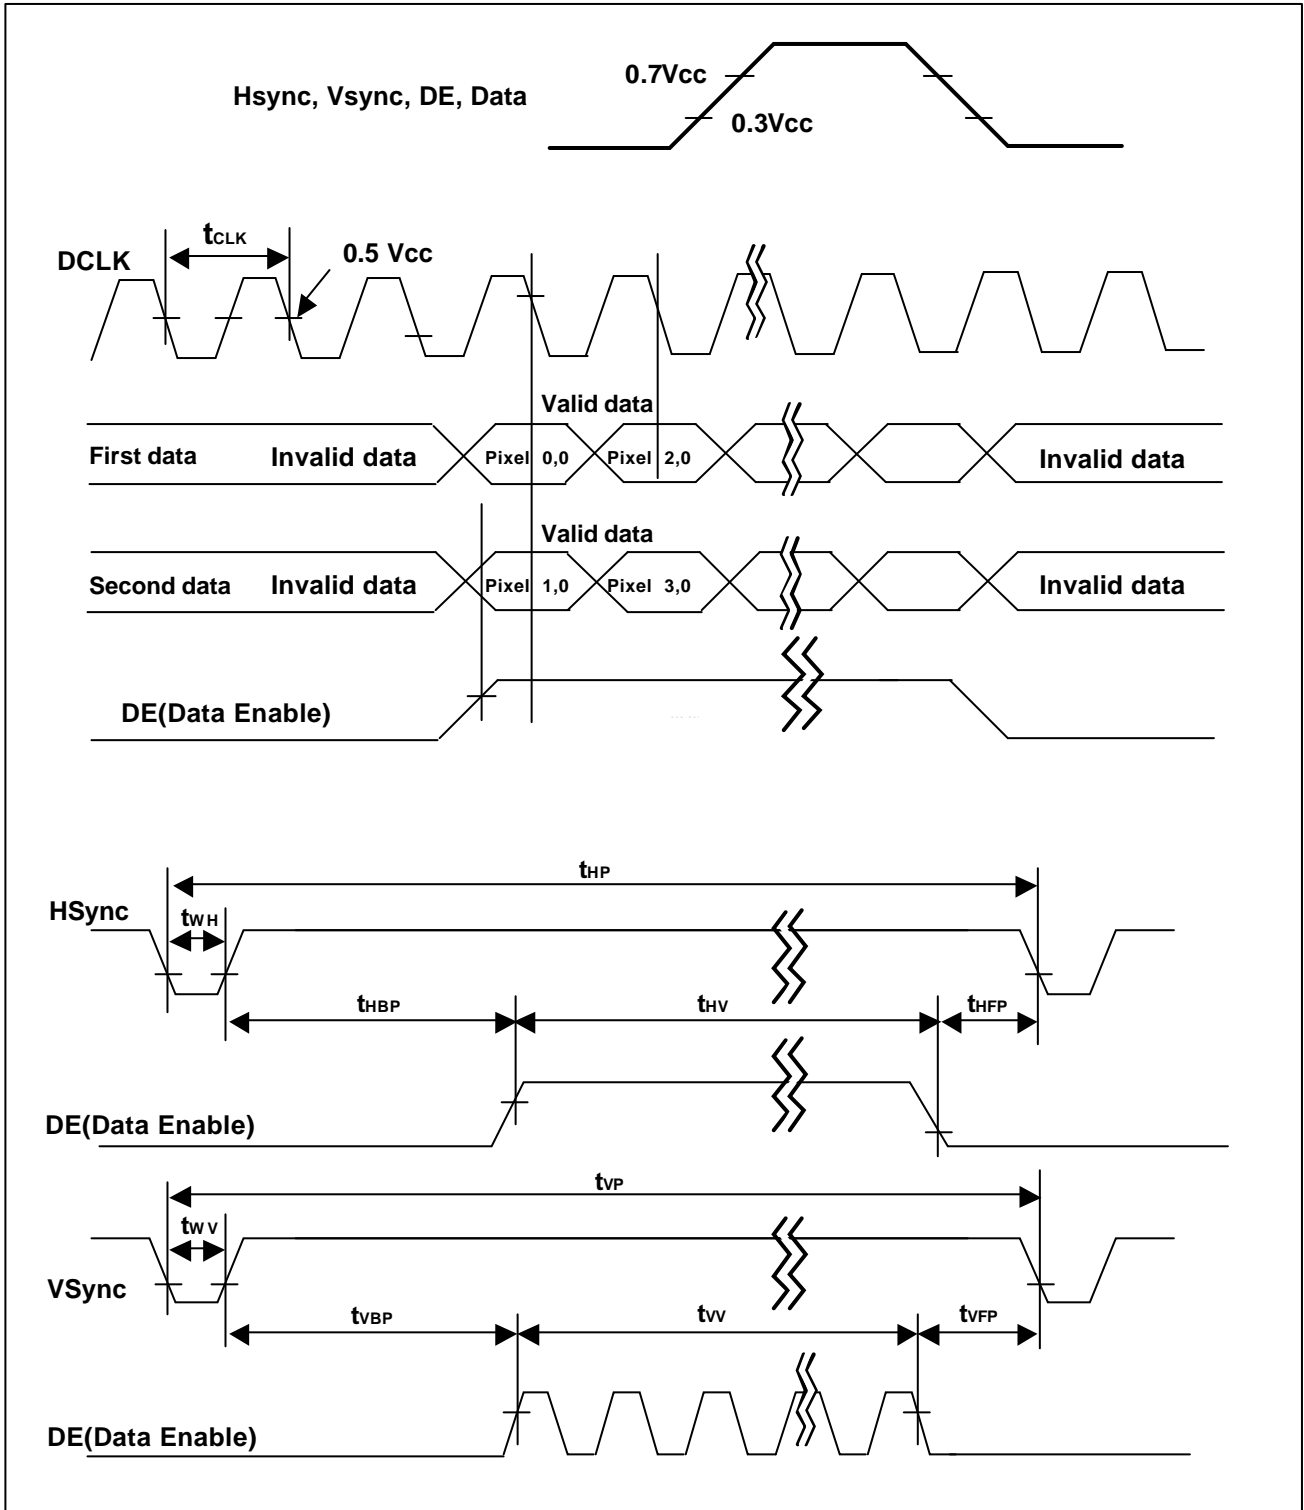 0.7Vcc
Hsync, Vsync, DE, Data
0.3Vcc
tCLK
DCLK
0.5 Vcc
Valid data
First data Invalid data Pixel 0,0 Pixel 2,0 Invalid data
Valid data
Second data Invalid data Pixel 1,0 Pixel 3,0 Invalid data
DE(Data Enable)
tHP
HSync
tWH
tHBP tHV tHFP
DE(Data Enable)
tVP
tWV
VSync
tVBP tVV tVFP
DE(Data Enable)